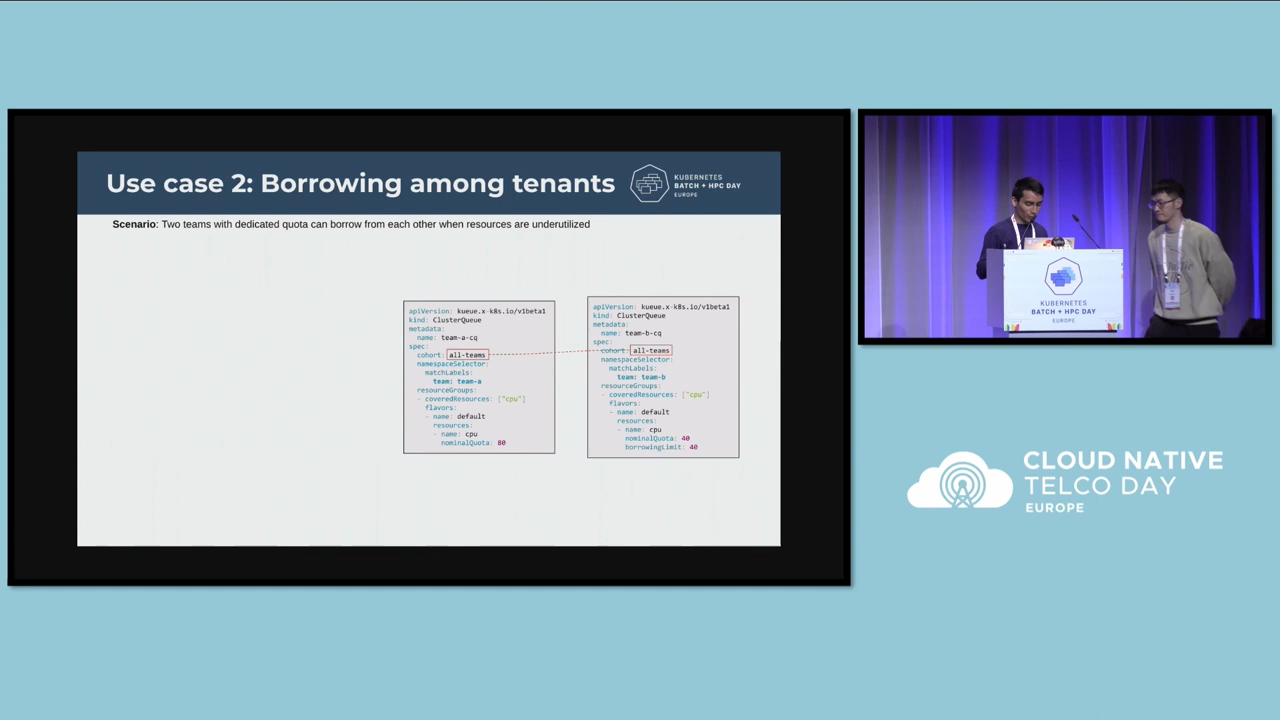 Use case 2: Borrowing among tenants
KUBERNETES
BATCH + HPC DAY
EUROPE
Scenario: Two teams with dedicated quota can borrow from each other when resources are underutilized
apiVersion: kueue.x-k8s.io/v1beta1
kind: ClusterQueue
metadata:
name: team-a-cq
spec:
cohort: all-teams
namespaceSelector:
matchLabels:
team: team-a
resourceGroups:
- coveredResources: ["cpu"]
flavors:
- name: default
resources:
- name: cpu
nominalQuota: 80
apiVersion: kueue.x-k8s.io/v1beta1
kind: ClusterQueue
metadata:
name: team-b-cq
spec:
cohort: all-teams
namespaceSelector:
matchLabels:
team: team-b
resourceGroups:
- coveredResources: ["cpu"]
flavors:
- name: default
resources:
- name: cpu
nominalQuota: 40
borrowingLimit: 40
KUBERNETES
BATCH + HPC DAY
EUROPE
CLOUD NATIVE
TELCO DAY
EUROPE